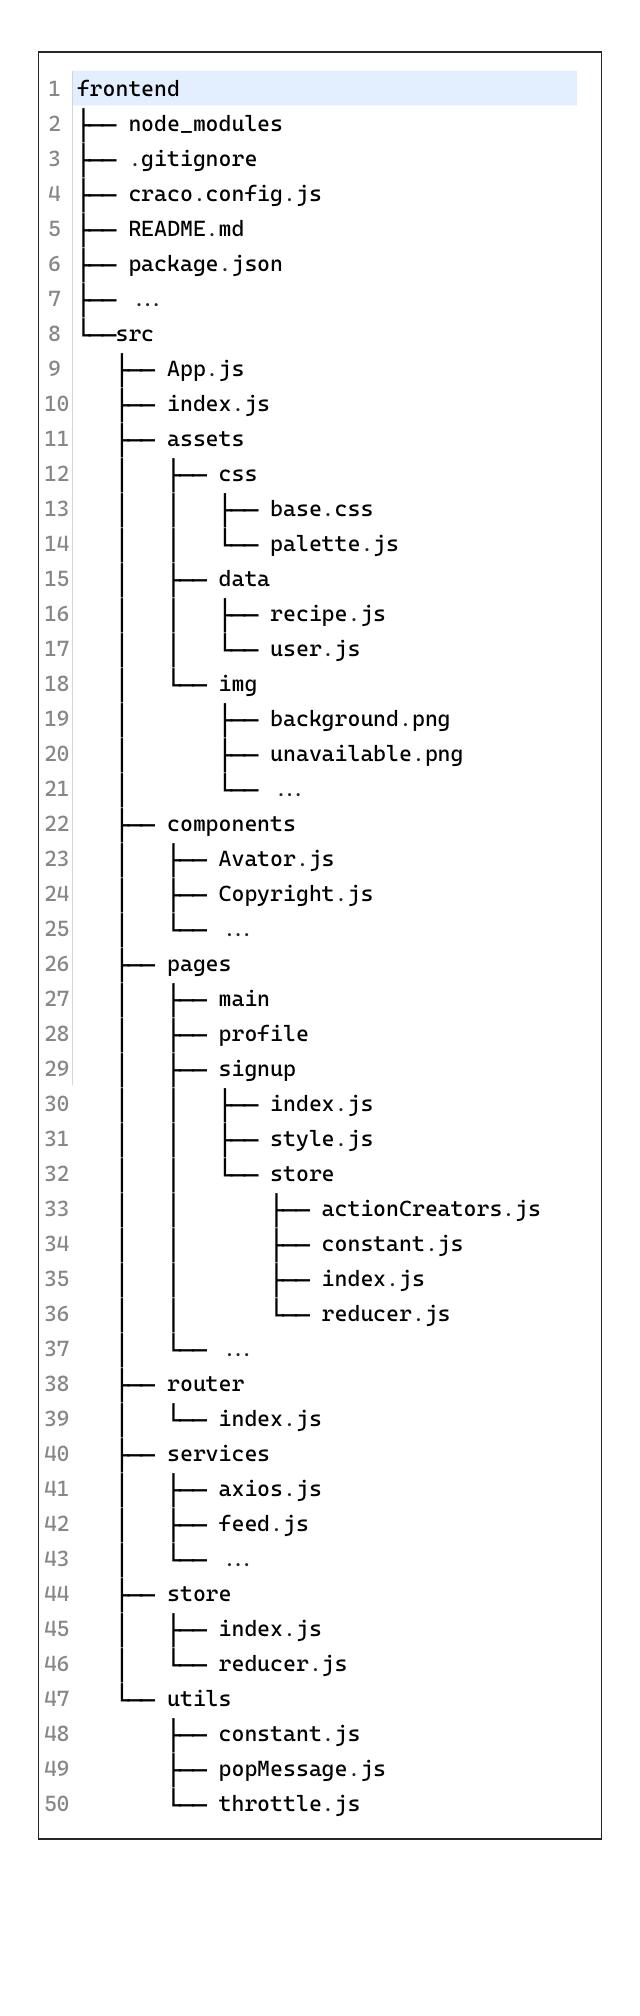 1 frontend
2 ├── node_modules
3 ├── .gitignore
4 ├── craco.config.js
5 ├── README.md
6 ├── package.json
7 ├── ...
8 └──src
9    ├── App.js
10    ├── index.js
11    ├── assets
12    │   ├── css
13    │   │   ├── base.css
14    │   │   └── palette.js
15    │   ├── data
16    │   │   ├── recipe.js
17    │   │   └── user.js
18    │   └── img
19    │       ├── background.png
20    │       ├── unavailable.png
21    │       └── ...
22    ├── components
23    │   ├── Avator.js
24    │   ├── Copyright.js
25    │   └── ...
26    ├── pages
27    │   ├── main
28    │   ├── profile
29    │   ├── signup
30    │   │   ├── index.js
31    │   │   ├── style.js
32    │   │   └── store
33    │   │       ├── actionCreators.js
34    │   │       ├── constant.js
35    │   │       ├── index.js
36    │   │       └── reducer.js
37    │   └── ...
38    ├── router
39    │   └── index.js
40    ├── services
41    │   ├── axios.js
42    │   ├── feed.js
43    │   └── ...
44    ├── store
45    │   ├── index.js
46    │   └── reducer.js
47    └── utils
48        ├── constant.js
49        ├── popMessage.js
50        └── throttle.js